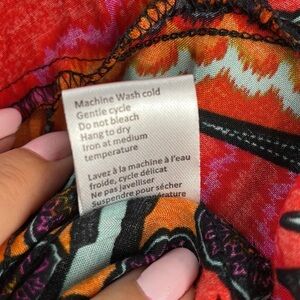 Machine Wash cold
Gentle cycle
Do not bleach
Hang to dry
Iron at medium
temperature
Lavez à la machine à l'eau
froide, cycle délicat
Ne pas javelliser
Suspendre pour sécher
température